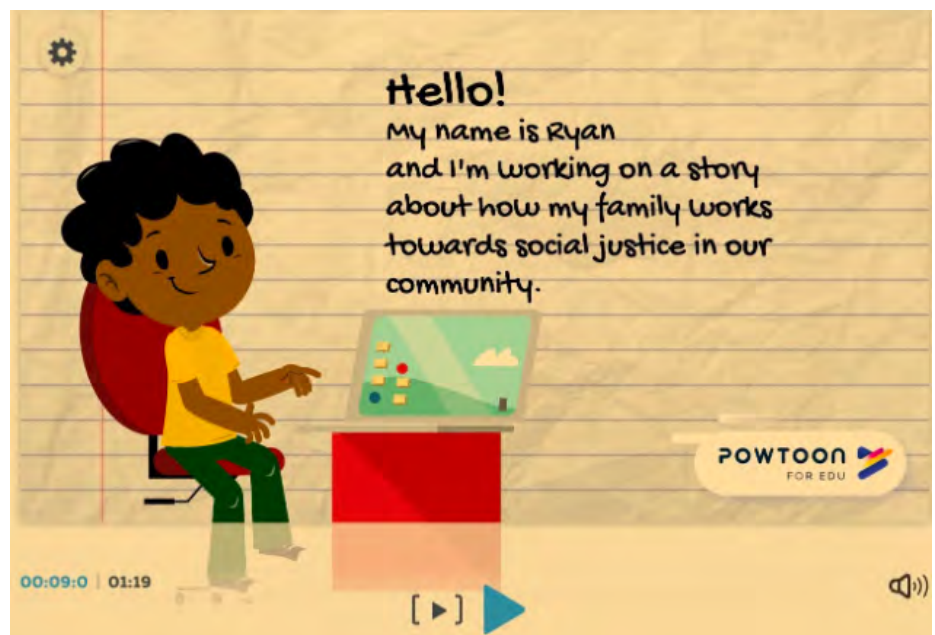 Hello!
My name is Ryan
and I'm working on a story
about how my family works
towards social justice in our
community.
POWTOON
FOR EDU
00:09:0 | 01:19